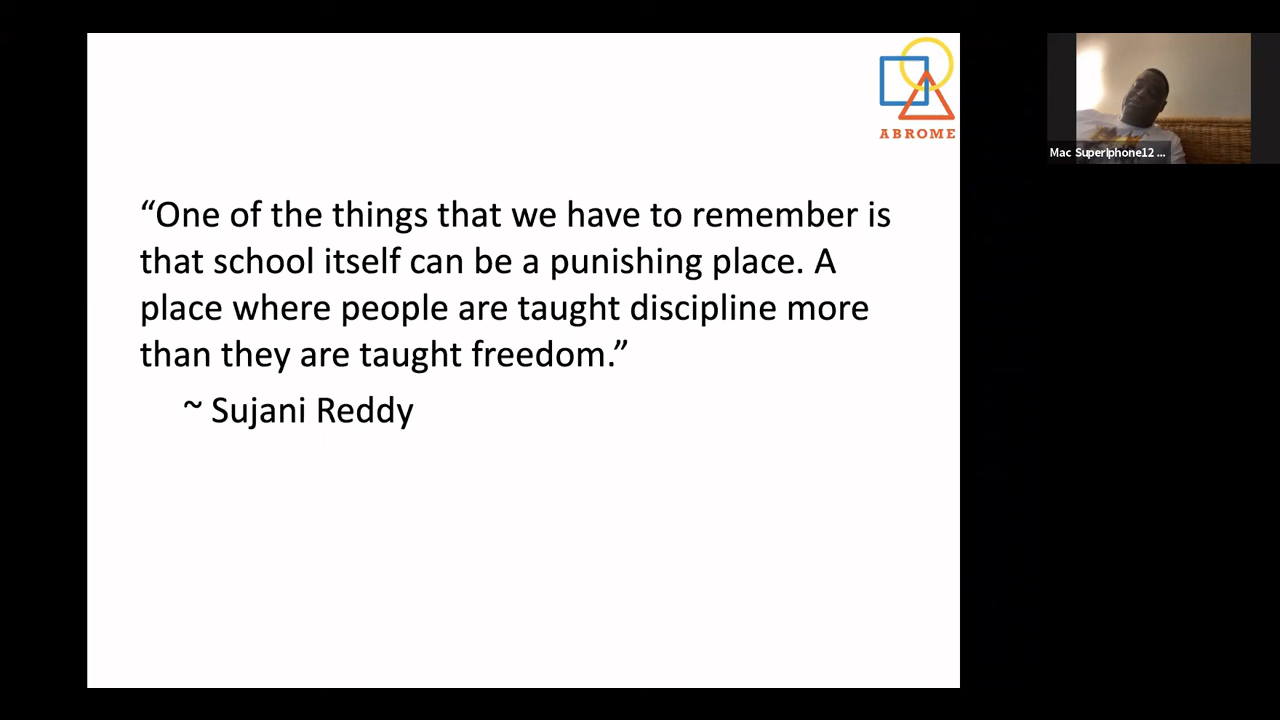 ABROME
“One of the things that we have to remember is
that school itself can be a punishing place. A
place where people are taught discipline more
than they are taught freedom.”
~ Sujani Reddy
Mac SuperIphone12 ...